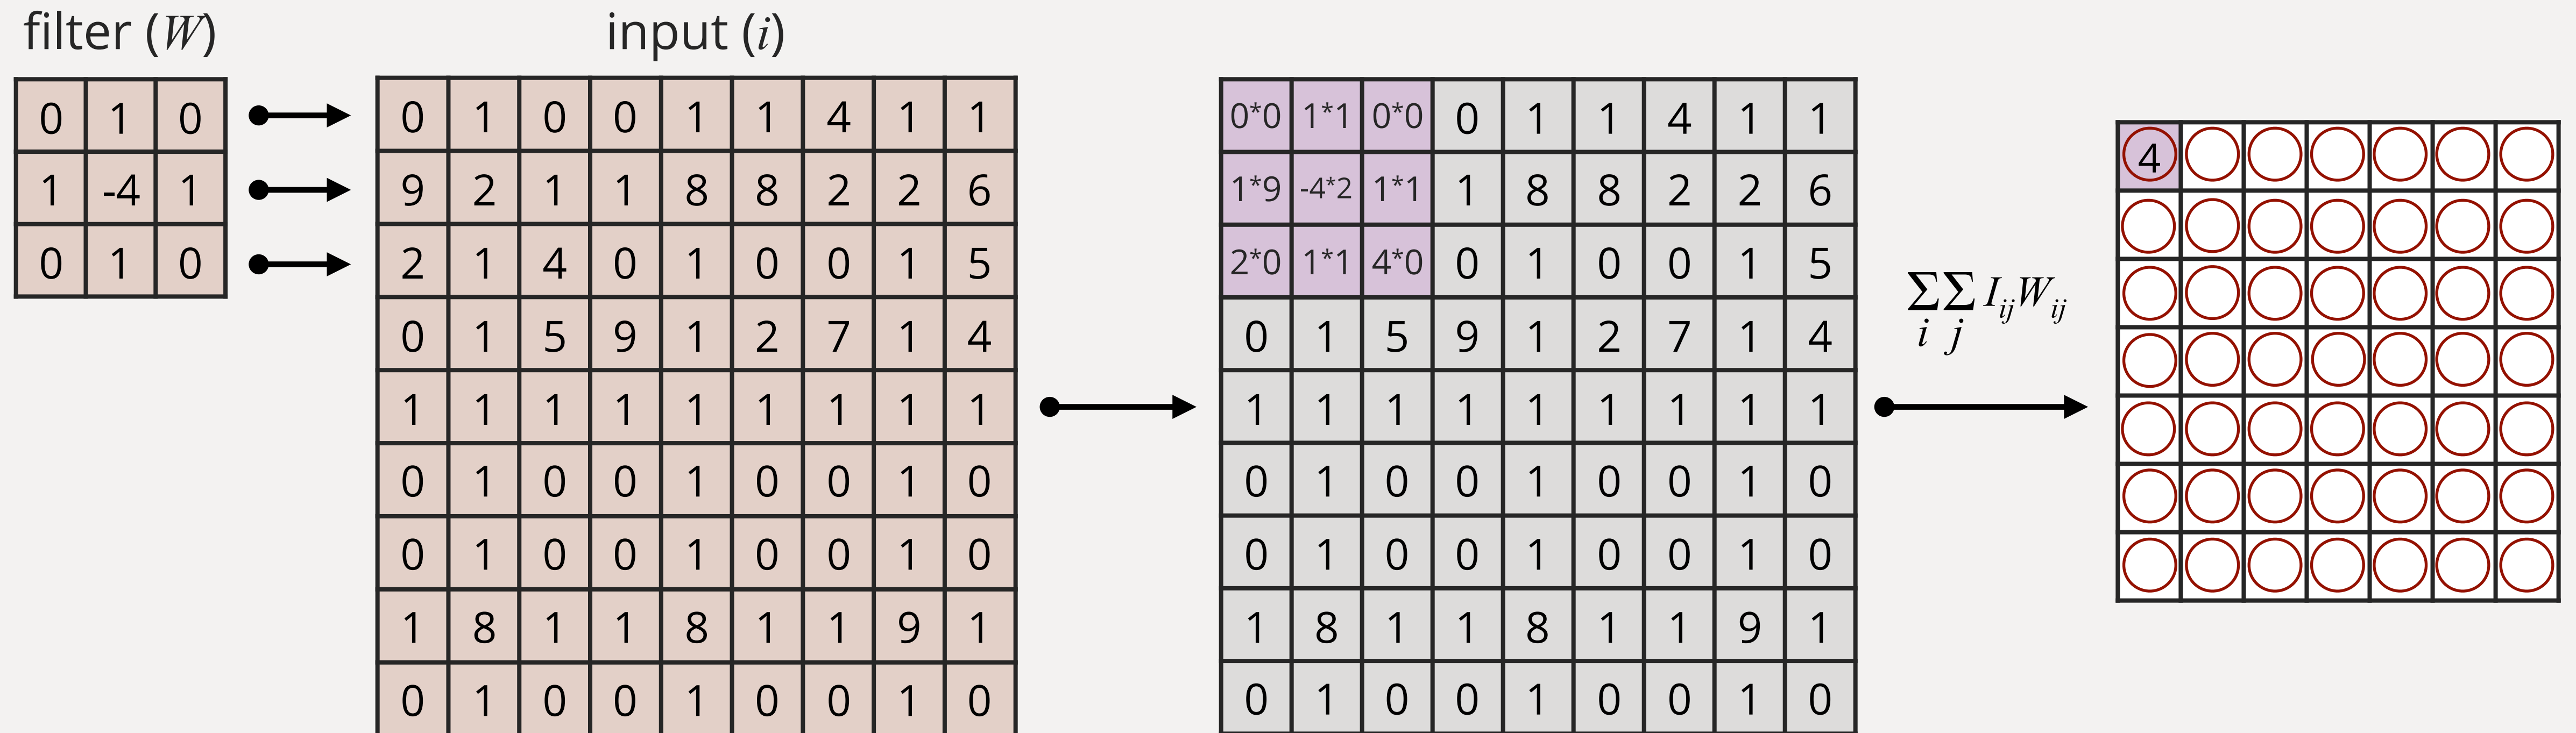 filter (W)
0 1 0
1 -4 1
0 1 0
input (i)
0 1 0 0 1 1 4 1 1
9 2 1 1 8 8 2 2 6
2 1 4 0 1 0 0 1 5
0 1 5 9 1 2 7 1 4
1 1 1 1 1 1 1 1 1
0 1 0 0 1 0 0 1 0
0 1 0 0 1 0 0 1 0
1 8 1 1 8 1 1 9 1
0 1 0 0 1 0 0 1 0
0*0 1*1 0*0 0 1 1 4 1 1
1*9 -4*2 1*1 1 8 8 2 2 6
2*0 1*1 4*0 0 1 0 0 1 5
0 1 5 9 1 2 7 1 4
1 1 1 1 1 1 1 1 1
0 1 0 0 1 0 0 1 0
0 1 0 0 1 0 0 1 0
1 8 1 1 8 1 1 9 1
0 1 0 0 1 0 0 1 0
∑∑ IijWij
i j
4